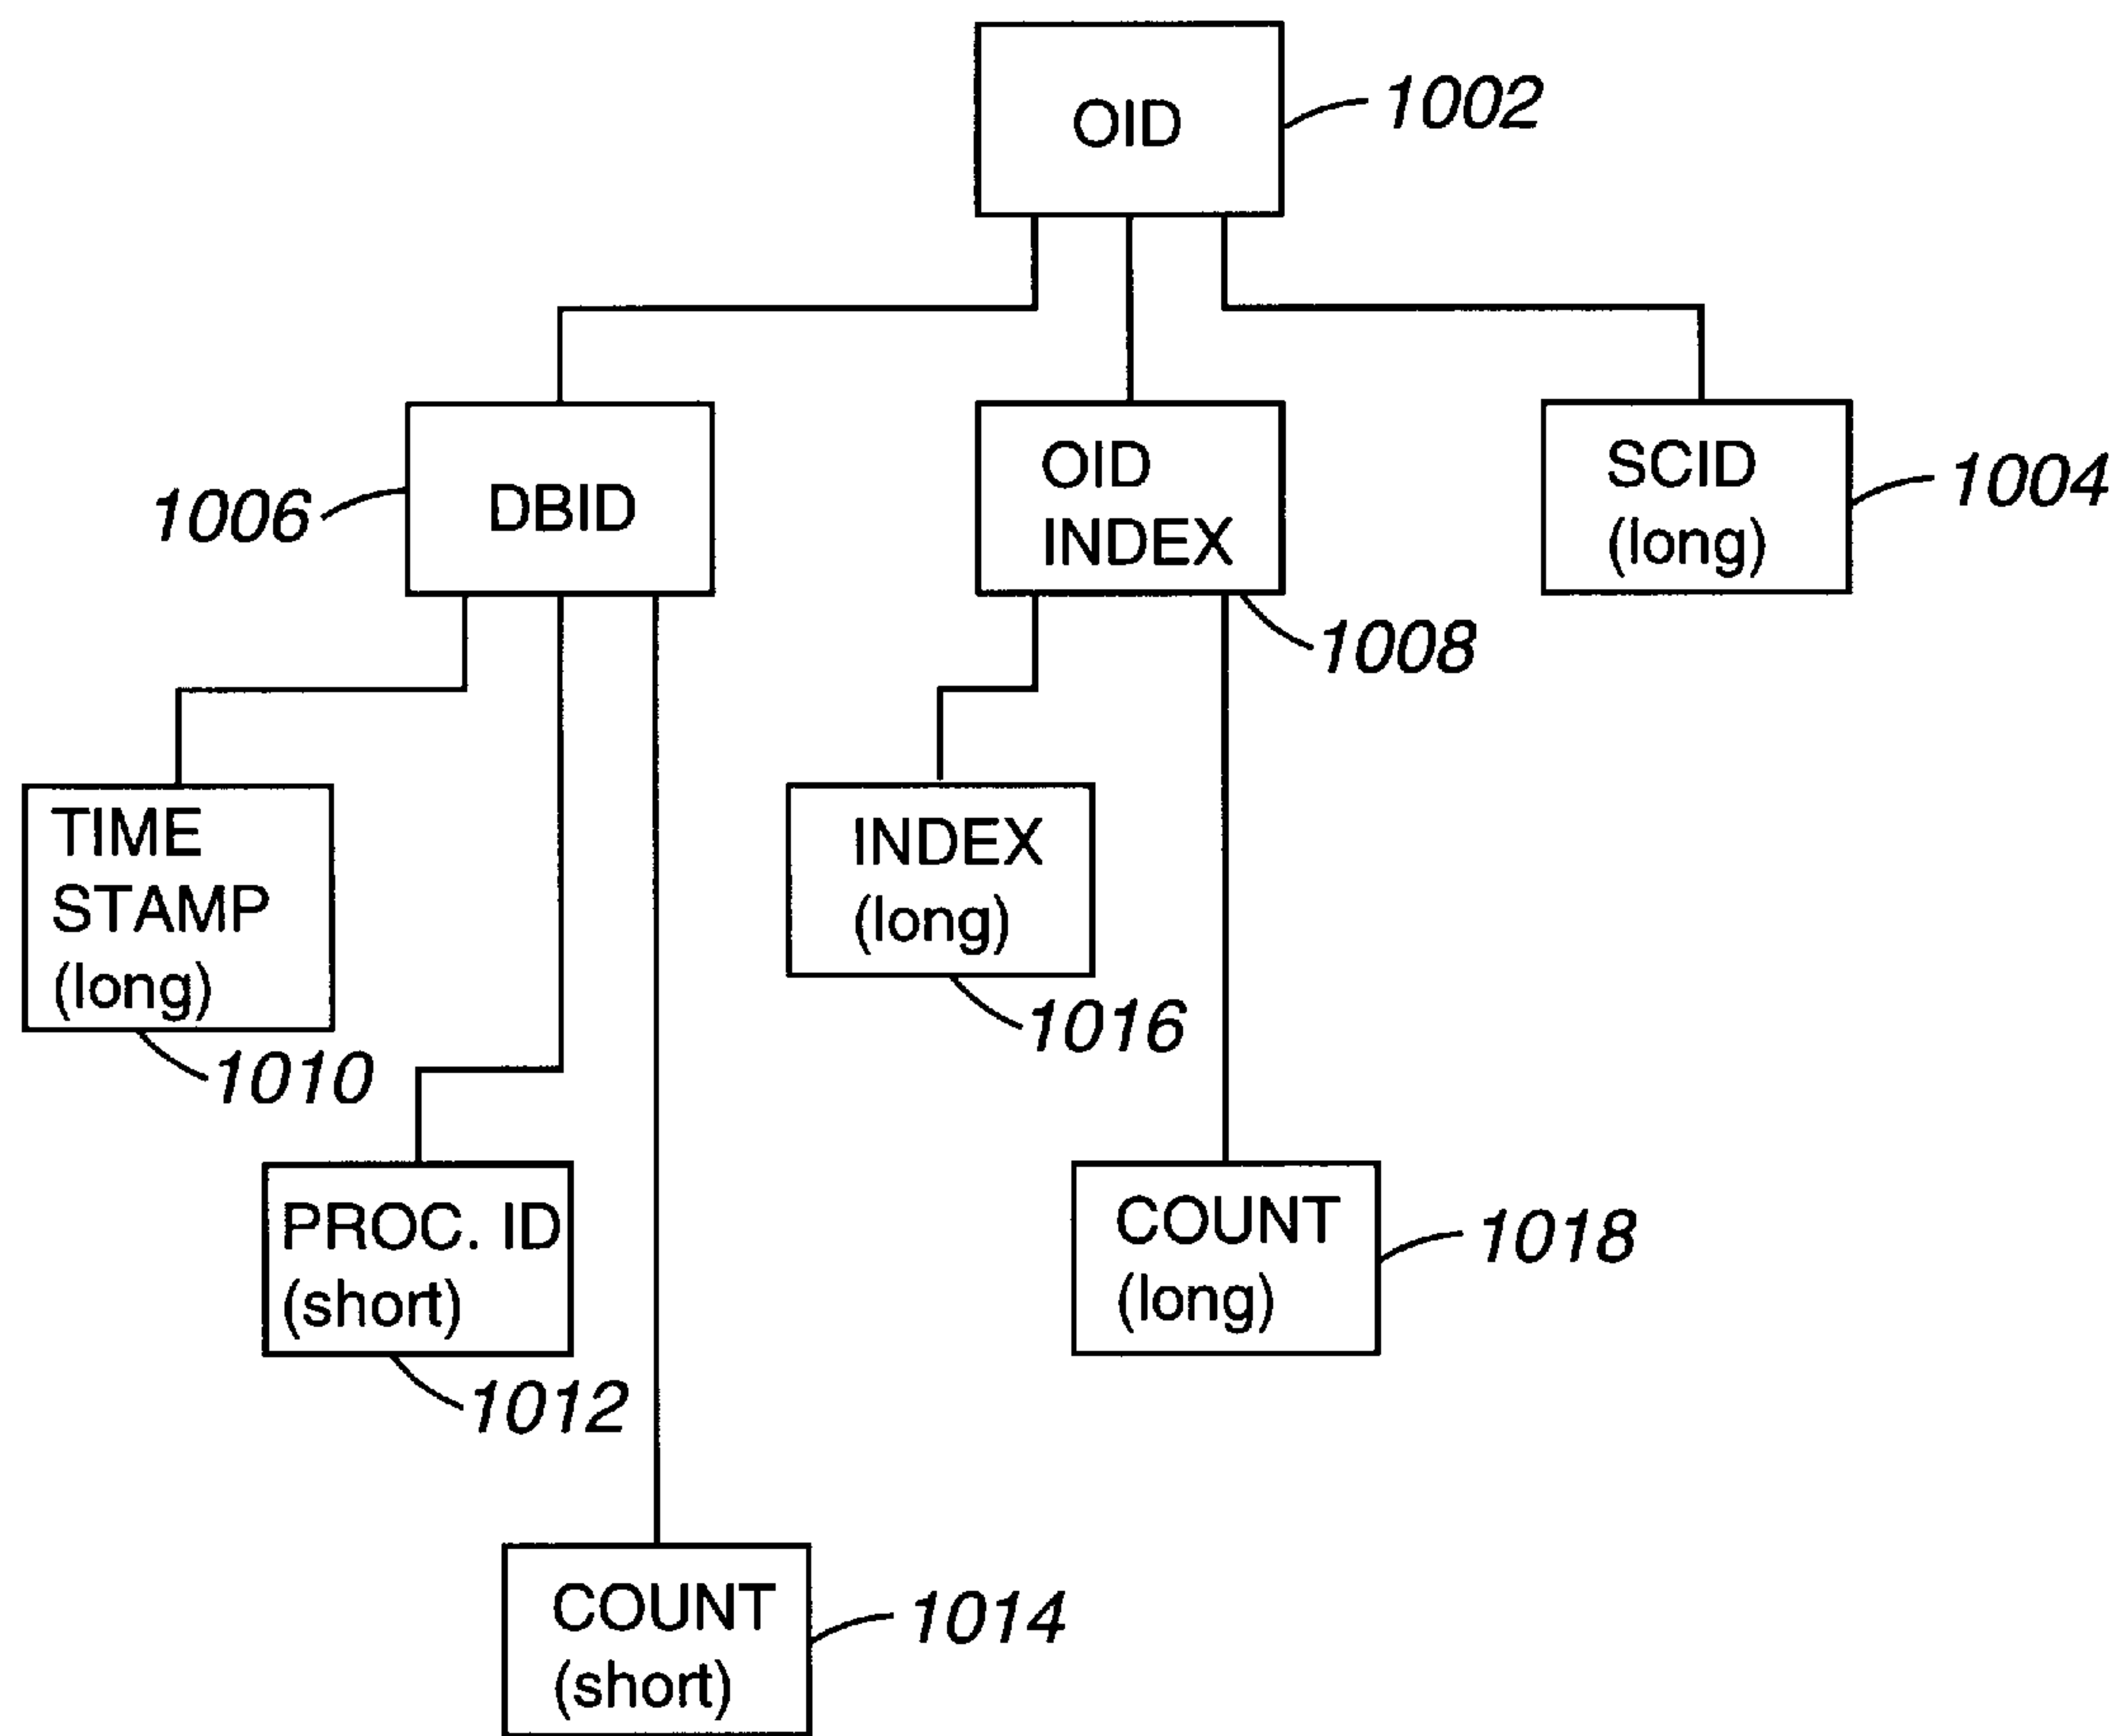 OID
1002
1006
DBID
OID
INDEX
1008
SCID
(long)
1004
TIME
STAMP
(long)
1010
INDEX
(long)
1016
PROC. ID
(short)
1012
COUNT
(long)
1018
COUNT
(short)
1014